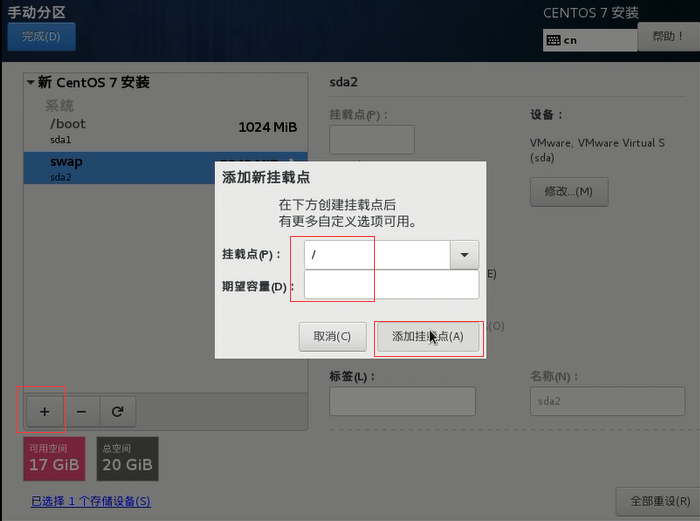 手动分区
CENTOS 7 安装
完成(D)
cn
帮助！
新 CentOS 7 安装
系统
/boot
1024 MiB
sda1
swap
sda2
sda2
挂载点(P)：
设备：
VMware, VMware Virtual S
(sda)
修改...(M)
添加新挂载点
在下方创建挂载点后
有更多自定义选项可用。
挂载点(P)：
/
期望容量(D)：
取消(C)
添加挂载点(A)
E)
(O)
标签(L)：
名称(N)：
sda2
+
−
可用空间
17 GiB
总空间
20 GiB
已选择 1 个存储设备(S)
全部重设(R)